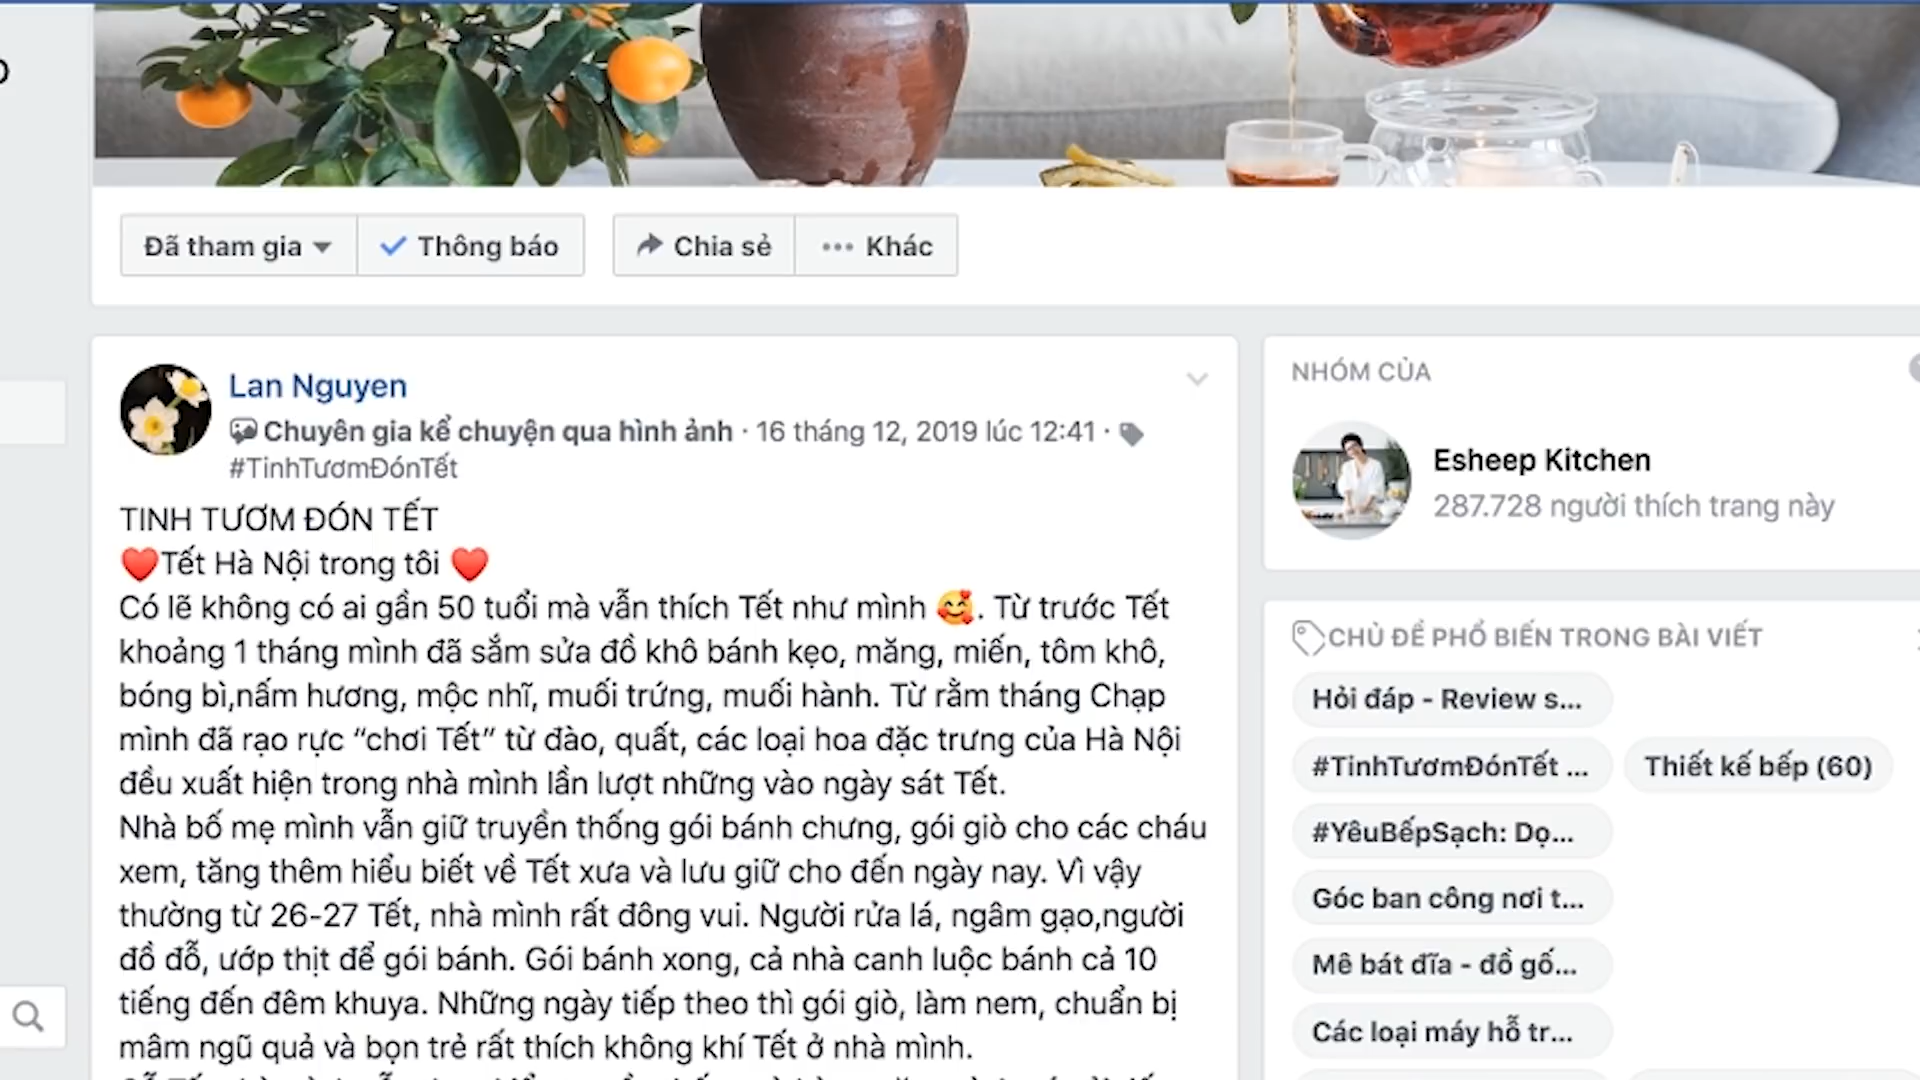 Đã tham gia
Thông báo
Chia sẻ
Khác
Lan Nguyen
Chuyên gia kể chuyện qua hình ảnh · 16 tháng 12, 2019 lúc 12:41 ·
#TinhTươmĐónTết
TINH TƯƠM ĐÓN TẾT
❤️Tết Hà Nội trong tôi ❤️
Có lẽ không có ai gần 50 tuổi mà vẫn thích Tết như mình 🥰. Từ trước Tết
khoảng 1 tháng mình đã sắm sửa đồ khô bánh kẹo, măng, miến, tôm khô,
bóng bì,nấm hương, mộc nhĩ, muối trứng, muối hành. Từ rằm tháng Chạp
mình đã rạo rực “chơi Tết” từ đào, quất, các loại hoa đặc trưng của Hà Nội
đều xuất hiện trong nhà mình lần lượt những vào ngày sát Tết.
Nhà bố mẹ mình vẫn giữ truyền thống gói bánh chưng, gói giò cho các cháu
xem, tăng thêm hiểu biết về Tết xưa và lưu giữ cho đến ngày nay. Vì vậy
thường từ 26-27 Tết, nhà mình rất đông vui. Người rửa lá, ngâm gạo,người
đồ đỗ, ướp thịt để gói bánh. Gói bánh xong, cả nhà canh luộc bánh cả 10
tiếng đến đêm khuya. Những ngày tiếp theo thì gói giò, làm nem, chuẩn bị
mâm ngũ quả và bọn trẻ rất thích không khí Tết ở nhà mình.
NHÓM CỦA
Esheep Kitchen
287.728 người thích trang này
CHỦ ĐỀ PHỔ BIẾN TRONG BÀI VIẾT
Hỏi đáp - Review s...
#TinhTươmĐónTết ...
Thiết kế bếp (60)
#YêuBếpSạch: Dọ...
Góc ban công nơi t...
Mê bát đĩa - đồ gố...
Các loại máy hỗ tr...